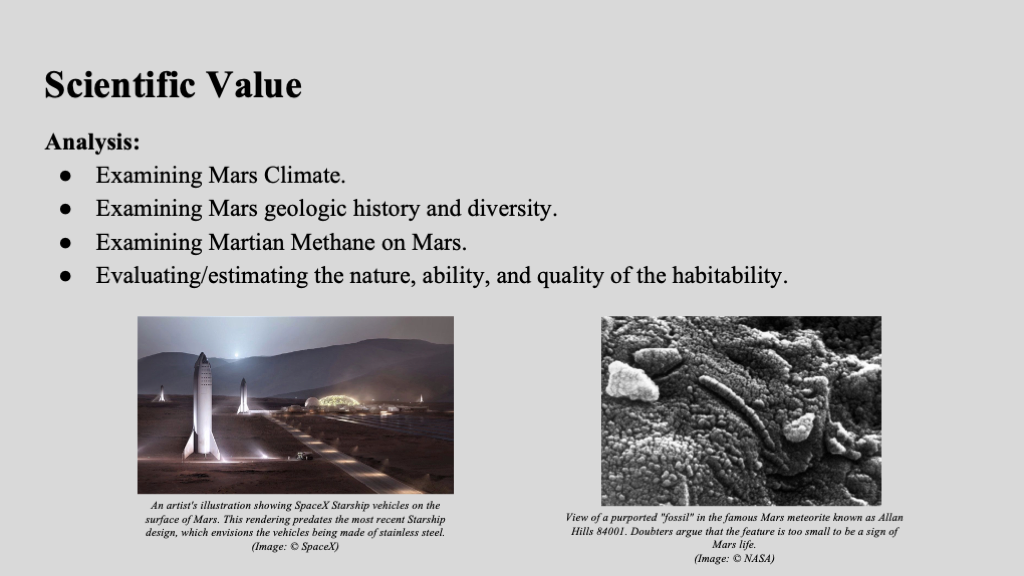 Scientific Value
Analysis:
● Examining Mars Climate.
● Examining Mars geologic history and diversity.
● Examining Martian Methane on Mars.
● Evaluating/estimating the nature, ability, and quality of the habitability.
An artist's illustration showing SpaceX Starship vehicles on the
surface of Mars. This rendering predates the most recent Starship
design, which envisions the vehicles being made of stainless steel.
(Image: © SpaceX)
View of a purported "fossil" in the famous Mars meteorite known as Allan
Hills 84001. Doubters argue that the feature is too small to be a sign of
Mars life.
(Image: © NASA)